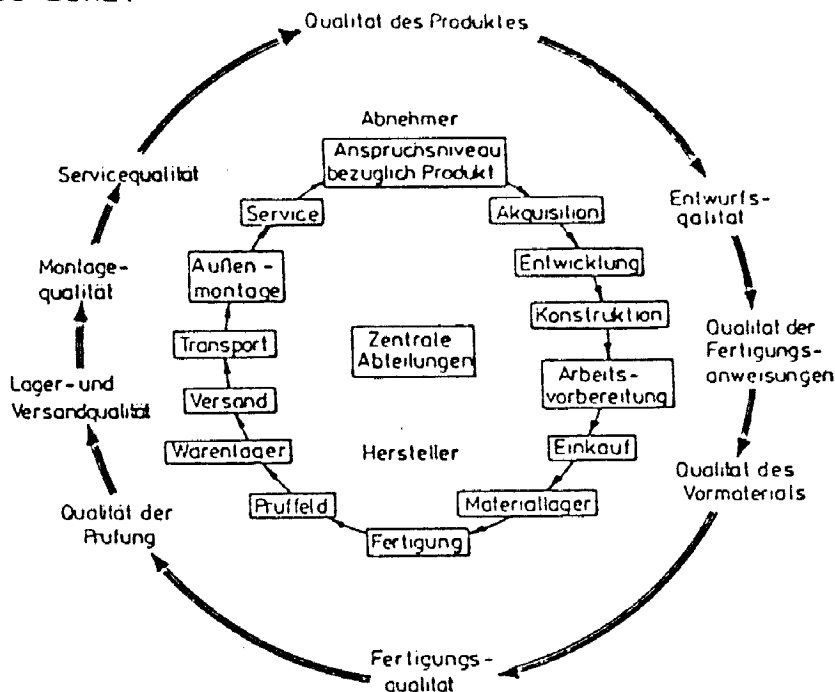 Qualität des Produktes
Abnehmer
Anspruchsniveau
bezuglich Produkt
Servicequalität
Service
Akquisition
Entwurfs-
qalität
Montage-
qualität
Außen-
montage
Entwicklung
Konstruktion
Transport
Zentrale
Abteilungen
Qualität der
Fertigungs-
anweisungen
Lager- und
Versandqualität
Versand
Arbeits-
vorbereitung
Warenlager
Hersteller
Einkauf
Qualität des
Vormaterials
Qualität der
Prüfung
Prüffeld
Materiallager
Fertigung
Fertigungs-
qualität